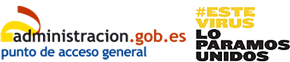 administracion.gob.es
punto de acceso general
#ESTE
VIRUS
LO
PARAMOS
UNIDOS